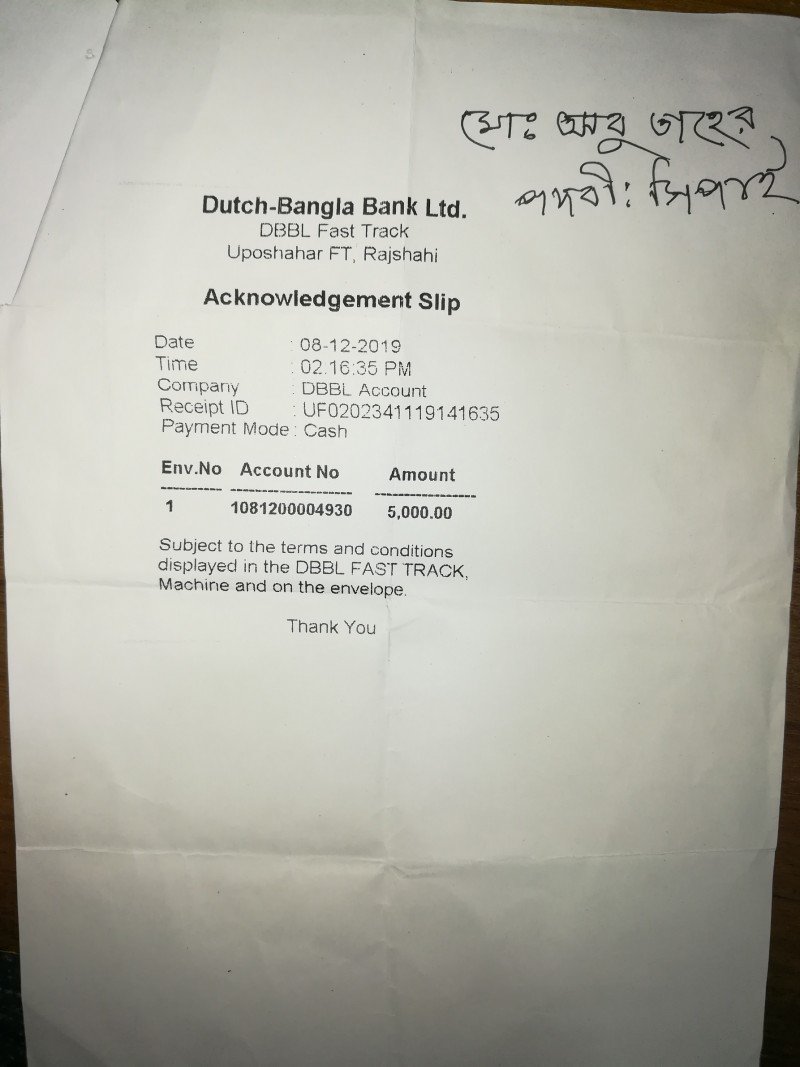 মোঃ আবু তাহের
পদবী: সিপাই
Dutch-Bangla Bank Ltd.
DBBL Fast Track
Uposhahar FT, Rajshahi
Acknowledgement Slip
Date : 08-12-2019
Time : 02:16:35 PM
Company : DBBL Account
Receipt ID : UF0202341119141635
Payment Mode : Cash
Env.No Account No Amount
---------- -------------------- -----------------
1 1081200004930 5,000.00
Subject to the terms and conditions
displayed in the DBBL FAST TRACK,
Machine and on the envelope.
Thank You